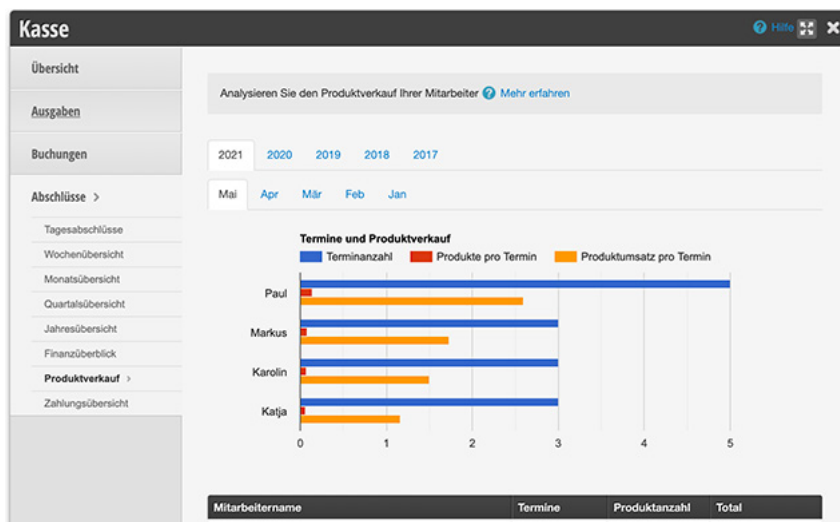 Kasse
Hilfe
Übersicht
Ausgaben
Buchungen
Abschlüsse >
Tagesabschlüsse
Wochenübersicht
Monatsübersicht
Quartalsübersicht
Jahresübersicht
Finanzüberblick
Produktverkauf >
Zahlungsübersicht
Analysieren Sie den Produktverkauf Ihrer Mitarbeiter ? Mehr erfahren
2021 2020 2019 2018 2017
Mai Apr Mär Feb Jan
Termine und Produktverkauf
Terminanzahl Produkte pro Termin Produktumsatz pro Termin
Paul
Markus
Karolin
Katja
0 1 2 3 4 5
Mitarbeitername Termine Produktanzahl Total